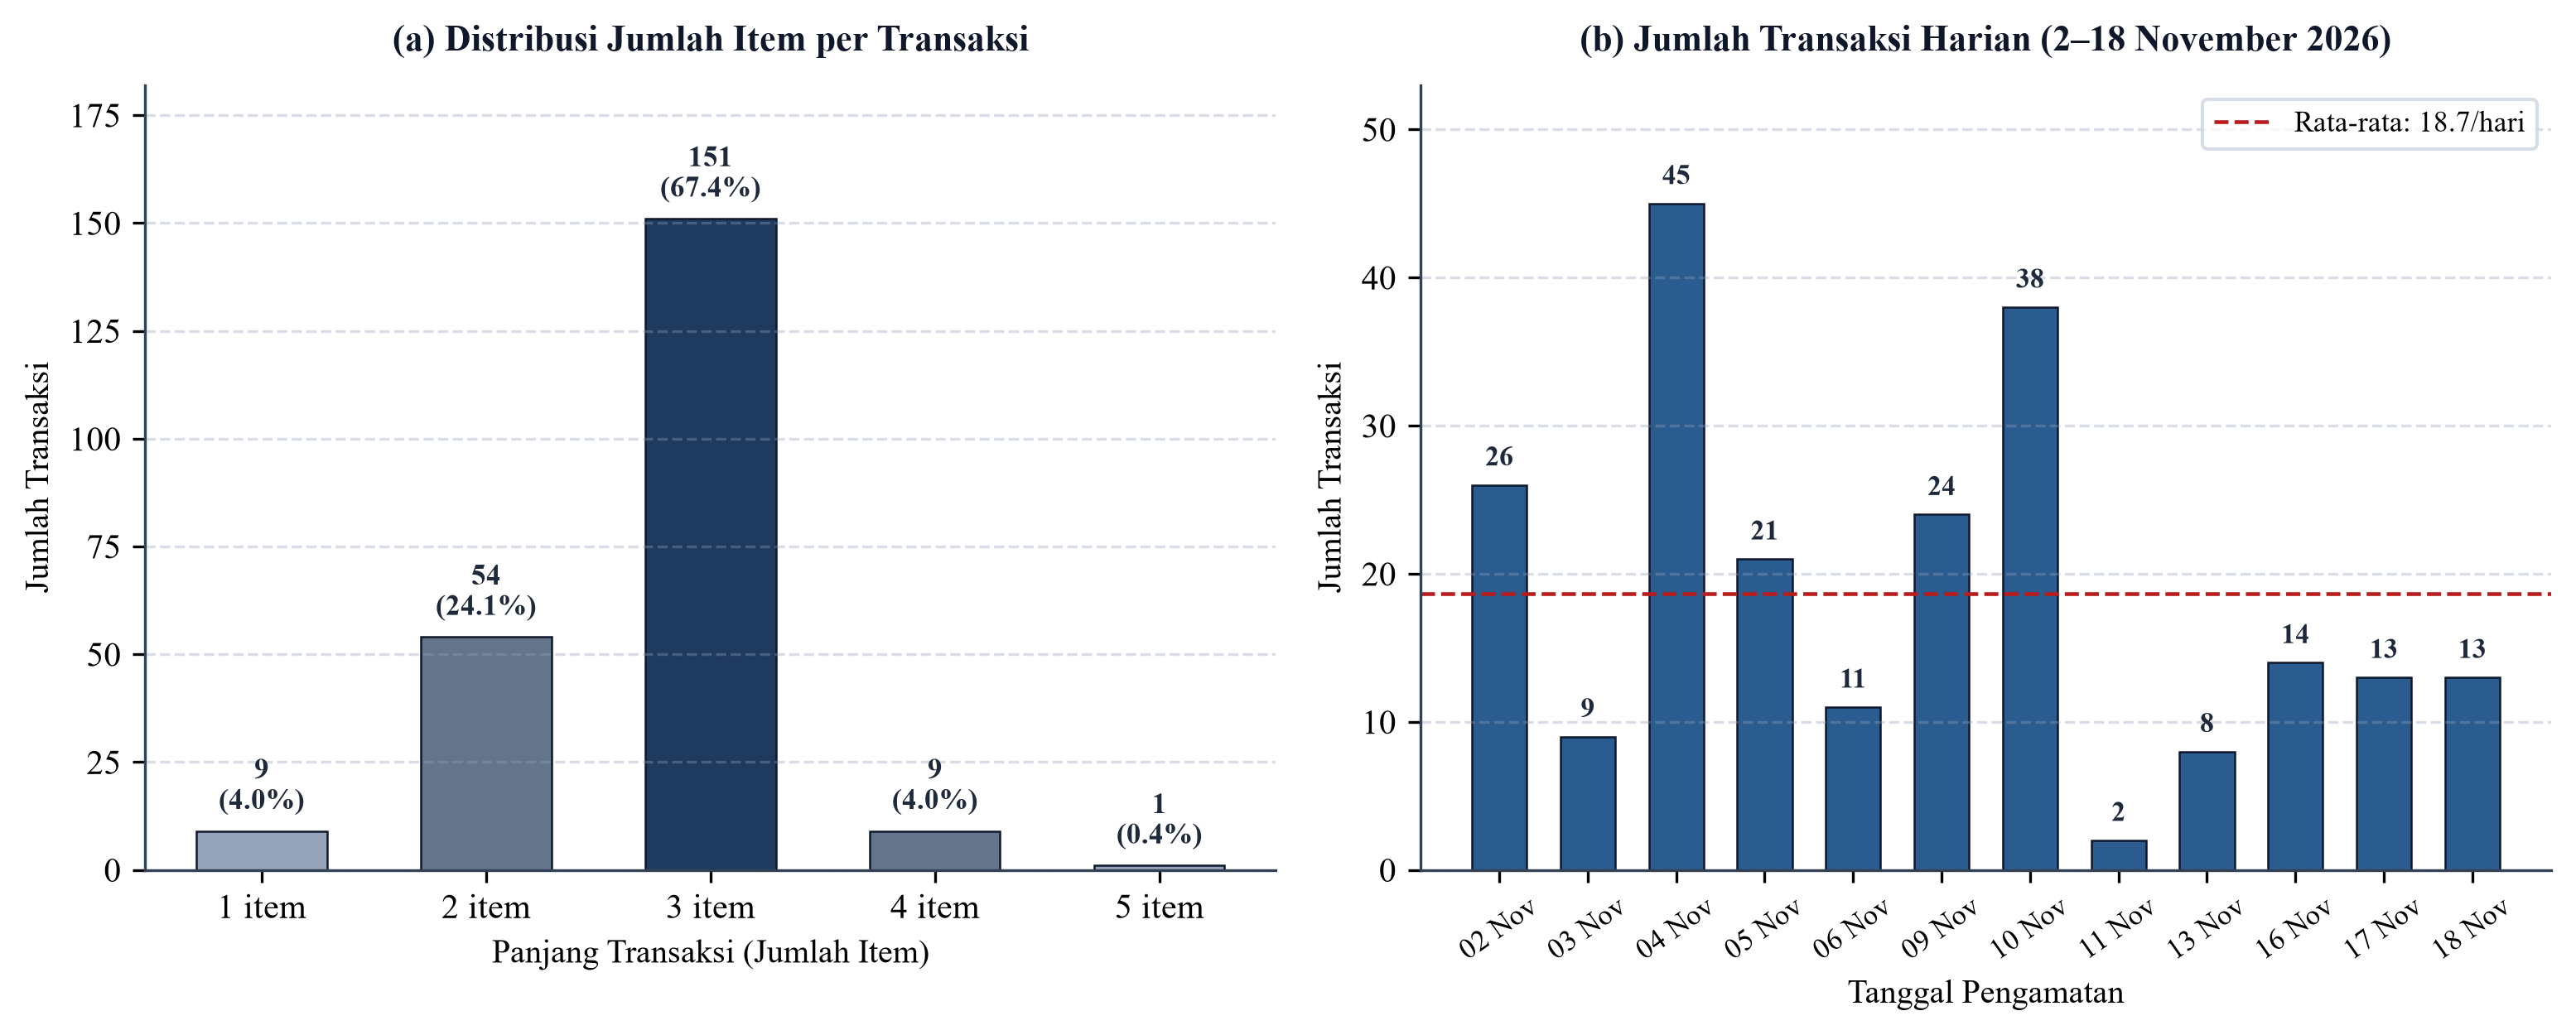 (a) Distribusi Jumlah Item per Transaksi
Jumlah Transaksi
175
150
125
100
75
50
25
0
9
(4.0%)
54
(24.1%)
151
(67.4%)
9
(4.0%)
1
(0.4%)
1 item
2 item
3 item
4 item
5 item
Panjang Transaksi (Jumlah Item)
(b) Jumlah Transaksi Harian (2–18 November 2026)
Rata-rata: 18.7/hari
Jumlah Transaksi
50
40
30
20
10
0
26
9
45
21
11
24
38
2
8
14
13
13
02 Nov
03 Nov
04 Nov
05 Nov
06 Nov
09 Nov
10 Nov
11 Nov
13 Nov
16 Nov
17 Nov
18 Nov
Tanggal Pengamatan